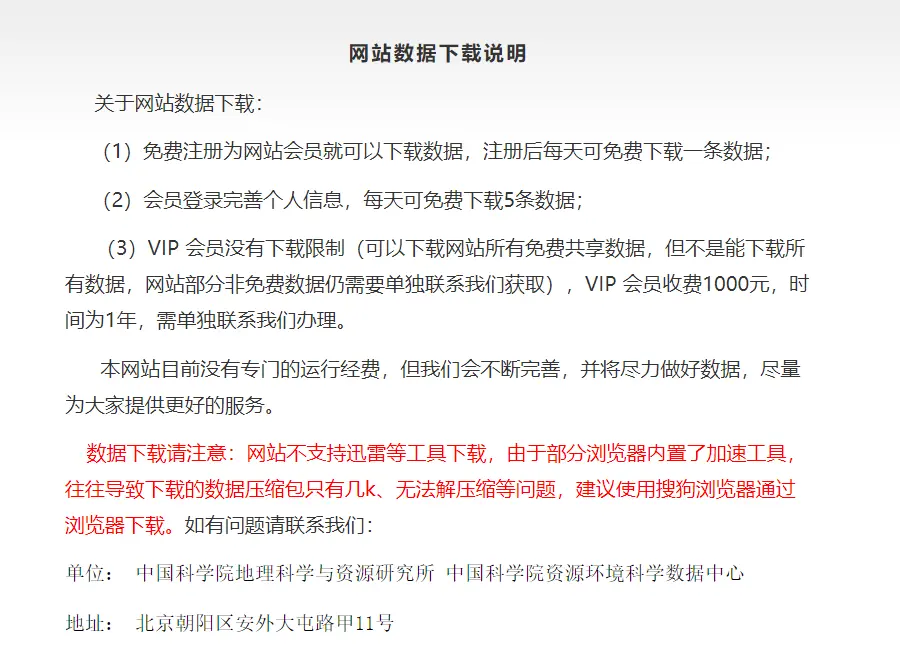 网站数据下载说明
关于网站数据下载：
（1）免费注册为网站会员就可以下载数据，注册后每天可免费下载一条数据；
（2）会员登录完善个人信息，每天可免费下载5条数据；
（3）VIP 会员没有下载限制（可以下载网站所有免费共享数据，但不是能下载所
有数据，网站部分非免费数据仍需要单独联系我们获取），VIP 会员收费1000元，时
间为1年，需单独联系我们办理。
本网站目前没有专门的运行经费，但我们会不断完善，并将尽力做好数据，尽量
为大家提供更好的服务。
数据下载请注意：网站不支持迅雷等工具下载，由于部分浏览器内置了加速工具，
往往导致下载的数据压缩包只有几k、无法解压缩等问题，建议使用搜狗浏览器通过
浏览器下载。如有问题请联系我们：
单位： 中国科学院地理科学与资源研究所 中国科学院资源环境科学数据中心
地址： 北京朝阳区安外大屯路甲11号